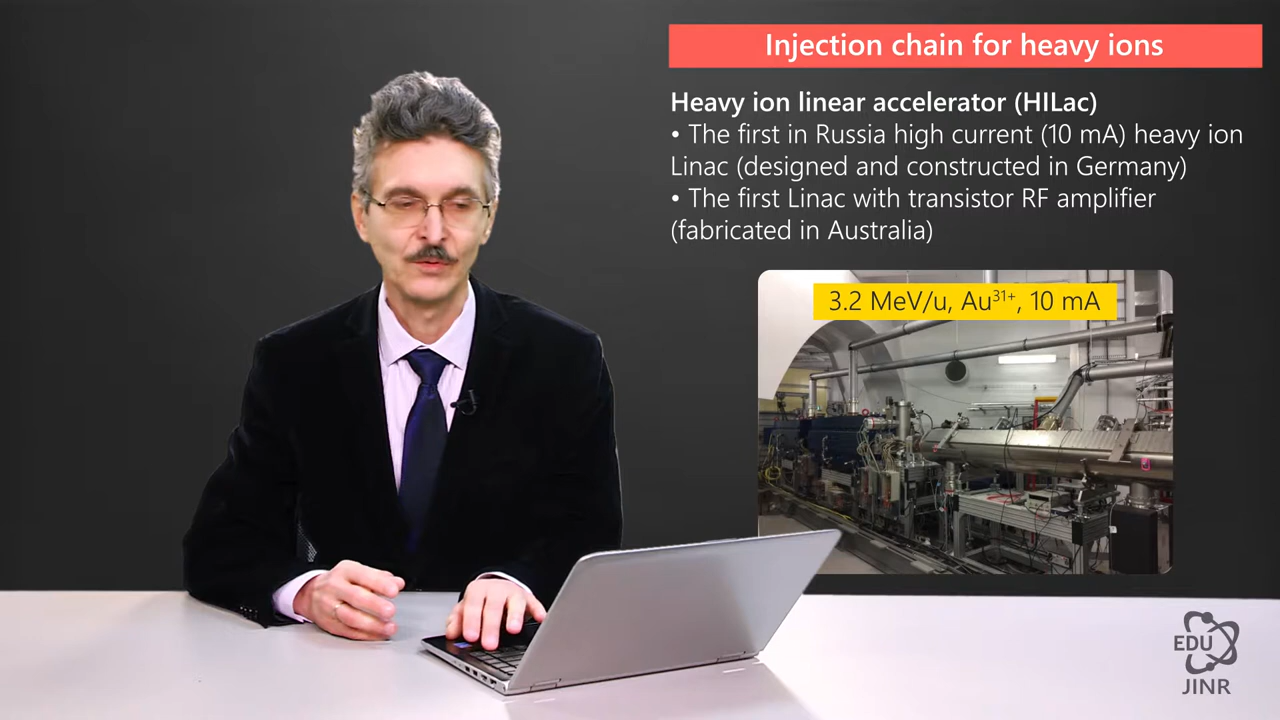 Injection chain for heavy ions
Heavy ion linear accelerator (HILac)
• The first in Russia high current (10 mA) heavy ion
Linac (designed and constructed in Germany)
• The first Linac with transistor RF amplifier
(fabricated in Australia)
3.2 MeV/u, Au³¹⁺, 10 mA
EDU
JINR